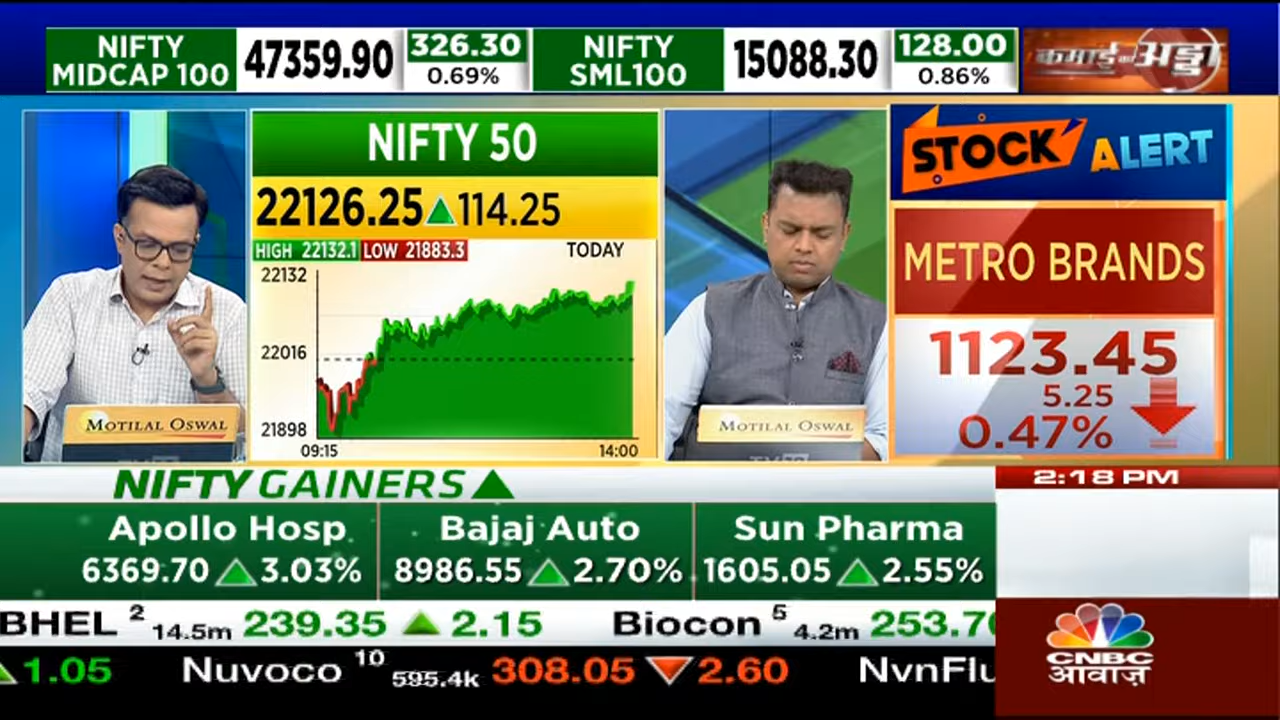 NIFTY
MIDCAP 100
47359.90
326.30
0.69%
NIFTY
SML100
15088.30
128.00
0.86%
कमाई का अड्डा
NIFTY 50
22126.25 ▲ 114.25
HIGH 22132.1 LOW 21883.3 TODAY
22132
22016
21898
09:15 14:00
MOTILAL OSWAL
MOTILAL OSWAL
STOCK ALERT
METRO BRANDS
1123.45
5.25
0.47%
NIFTY GAINERS ▲
2:18 PM
Apollo Hosp
6369.70 ▲ 3.03%
Bajaj Auto
8986.55 ▲ 2.70%
Sun Pharma
1605.05 ▲ 2.55%
BHEL 2 14.5m 239.35 ▲ 2.15 Biocon 5 4.2m 253.7
▲ 1.05 Nuvoco 10 595.4k 308.05 ▼ 2.60 NvnFlu
CNBC
आवाज़